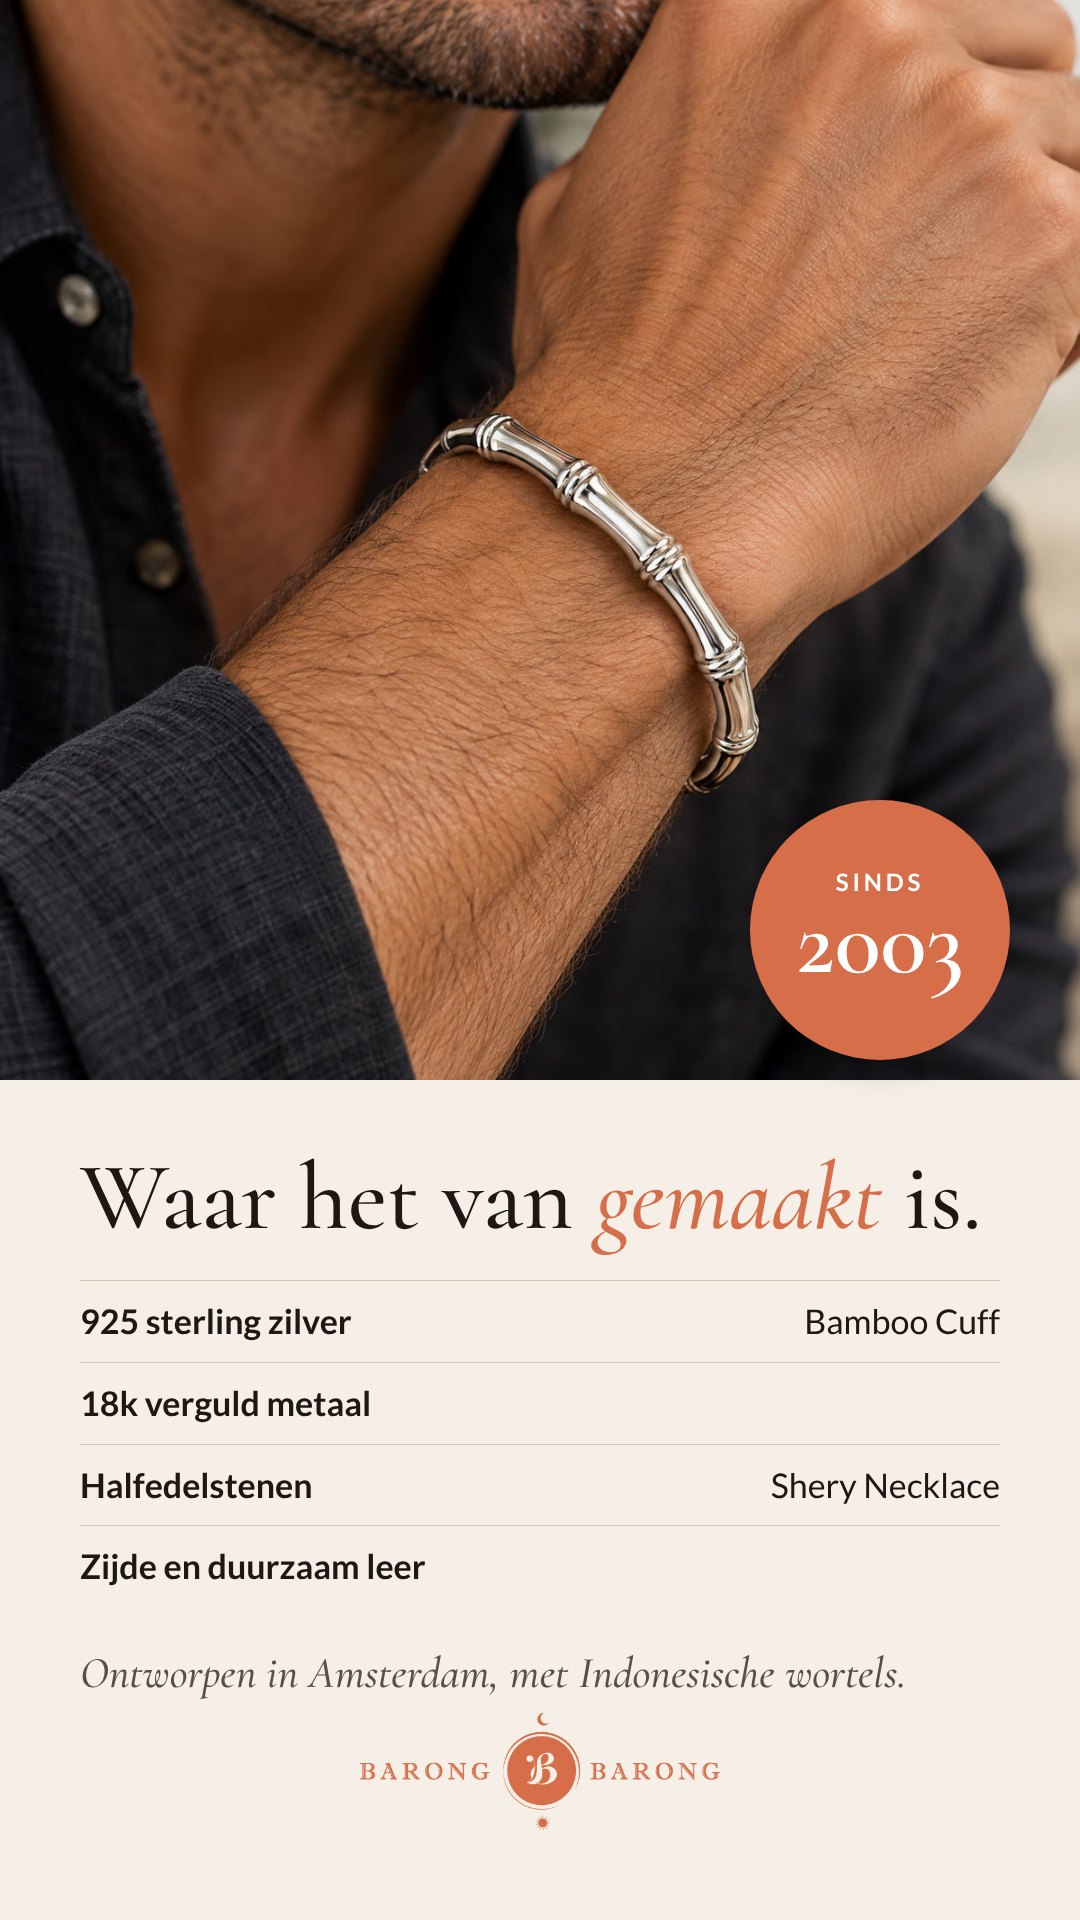 SINDS
2003
Waar het van gemaakt is.
925 sterling zilver Bamboo Cuff
18k verguld metaal
Halfedelstenen Shery Necklace
Zijde en duurzaam leer
Ontworpen in Amsterdam, met Indonesische wortels.
BARONG B BARONG